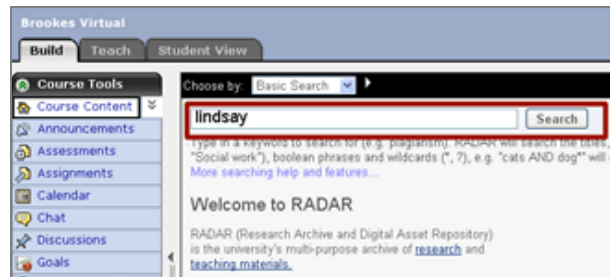 Brookes Virtual
Build Teach Student View
Course Tools
Course Content
Announcements
Assessments
Assignments
Calendar
Chat
Discussions
Goals
Choose by: Basic Search
lindsay Search
Type in a keyword to search for (e.g. plagiarism). RADAR will search the titles,
"Social work"), boolean phrases and wildcards (*, ?), e.g. "cats AND dog*" will
More searching help and features...
Welcome to RADAR
RADAR (Research Archive and Digital Asset Repository)
is the university's multi-purpose archive of research and
teaching materials.